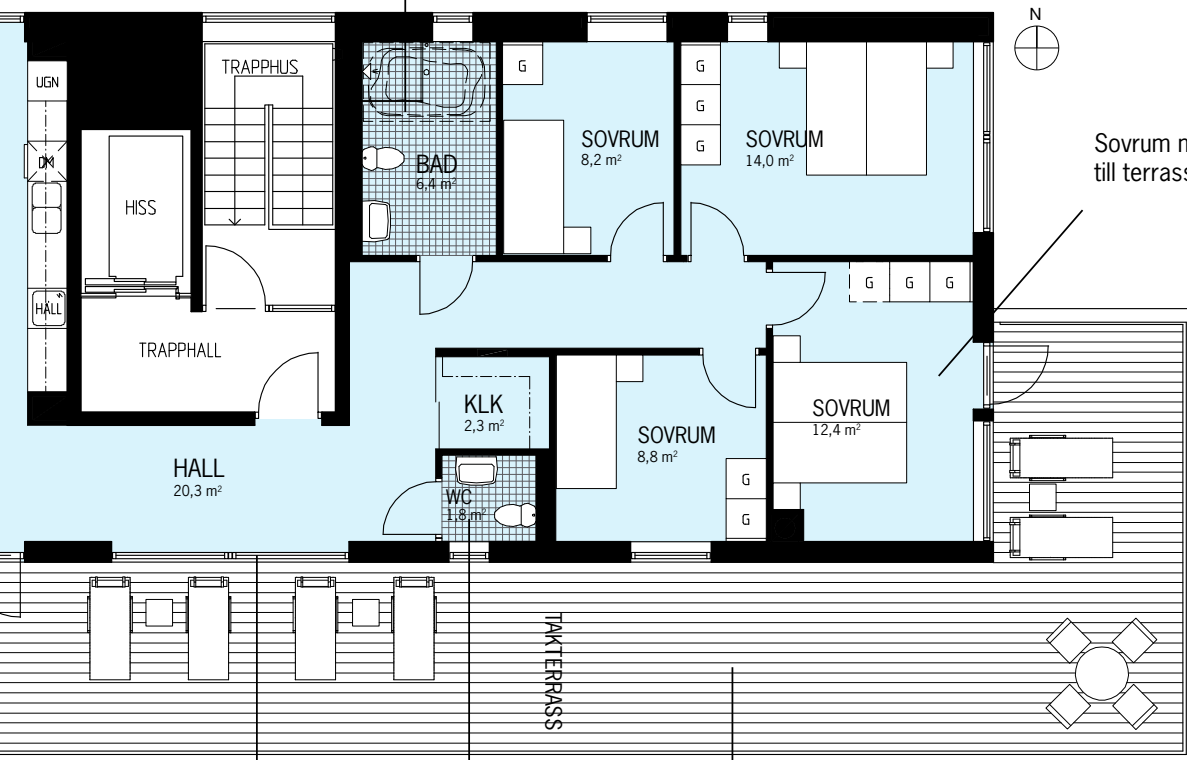 N
UGN
TRAPPHUS
G
G
G
G
DM
BAD
6,4 m²
SOVRUM
8,2 m²
SOVRUM
14,0 m²
Sovrum m
till terrass
HISS
G
G
G
HÄLL
TRAPPHALL
KLK
2,3 m²
SOVRUM
12,4 m²
SOVRUM
8,8 m²
HALL
20,3 m²
G
WC
1,8 m²
G
TAKTERRASS